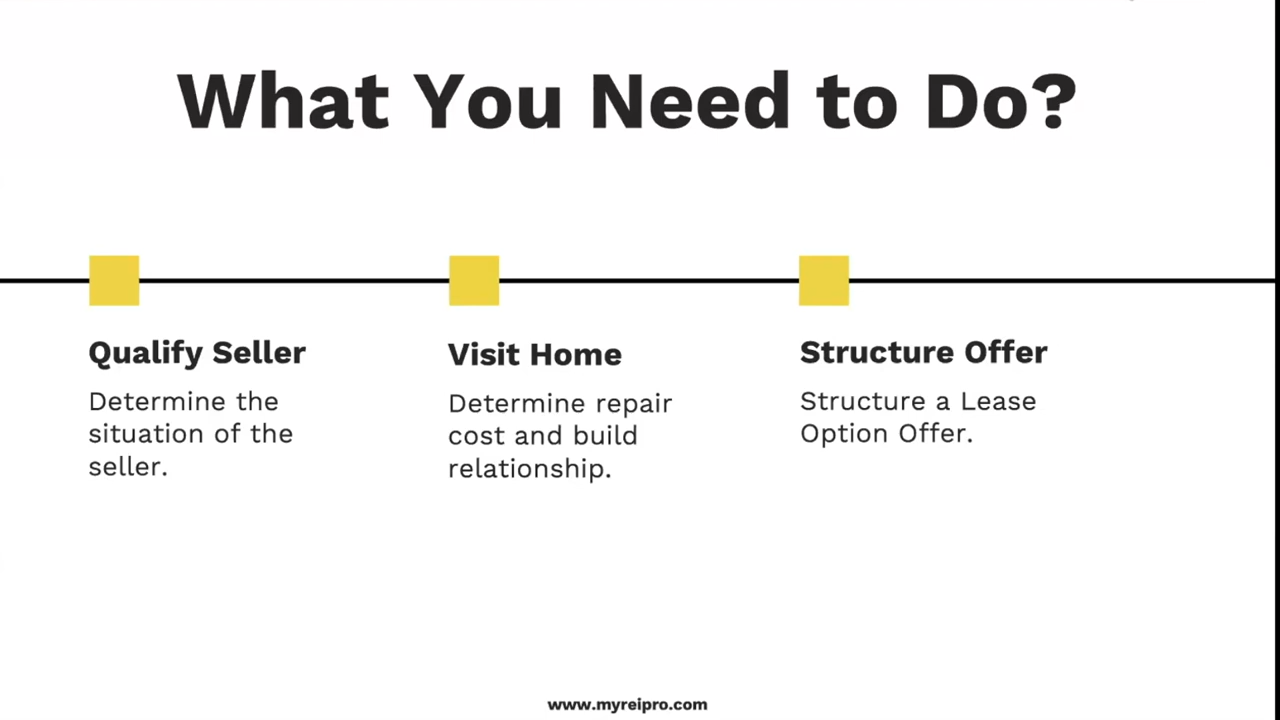 What You Need to Do?
Qualify Seller
Determine the
situation of the
seller.
Visit Home
Determine repair
cost and build
relationship.
Structure Offer
Structure a Lease
Option Offer.
www.myreipro.com